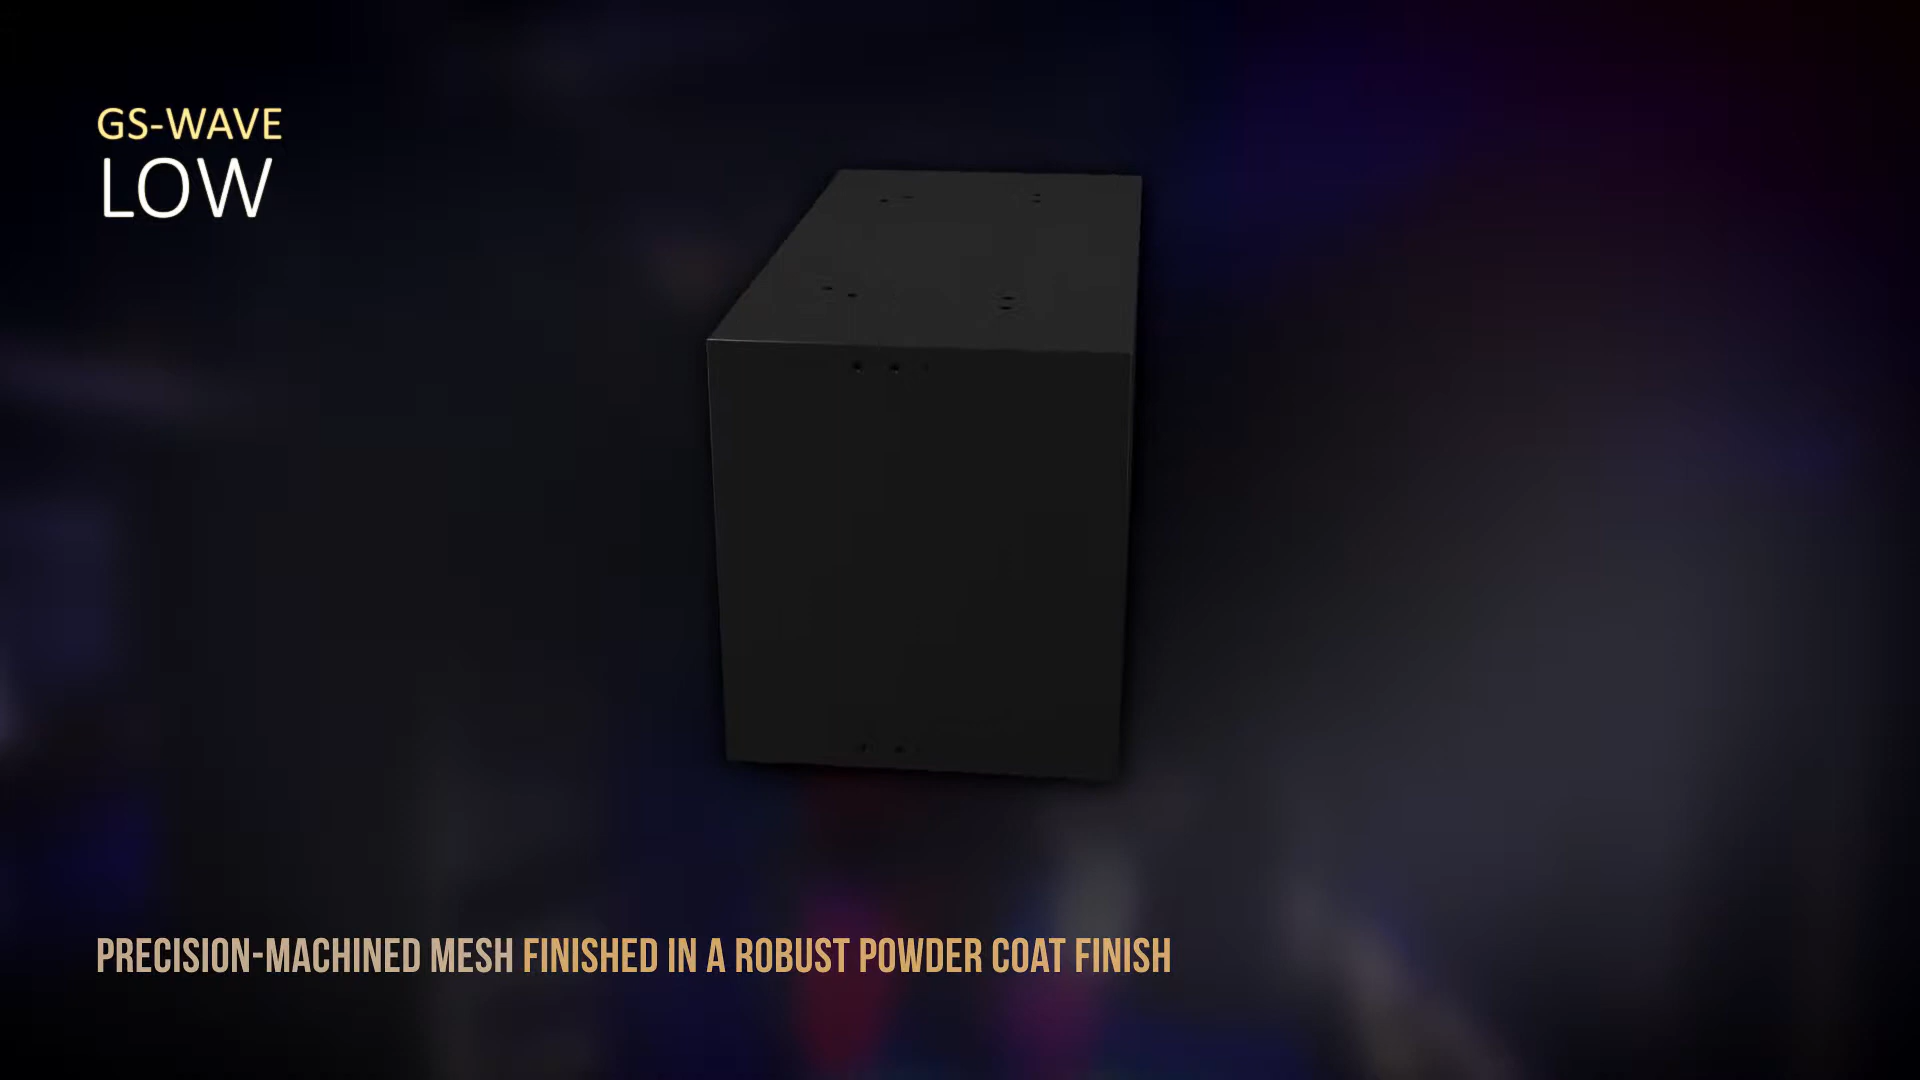 GS-WAVE
LOW
PRECISION-MACHINED MESH FINISHED IN A ROBUST POWDER COAT FINISH